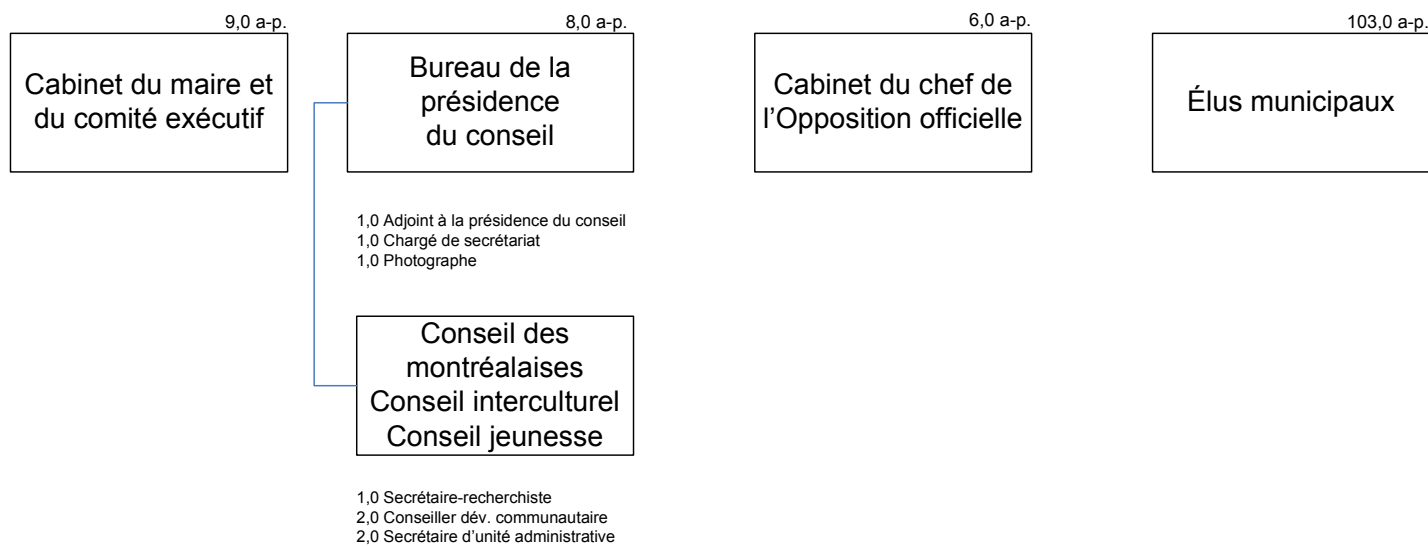 9,0 a-p.
Cabinet du maire et
du comité exécutif
8,0 a-p.
Bureau de la
présidence
du conseil
1,0 Adjoint à la présidence du conseil
1,0 Chargé de secrétariat
1,0 Photographe
Conseil des
montréalaises
Conseil interculturel
Conseil jeunesse
1,0 Secrétaire-recherchiste
2,0 Conseiller dév. communautaire
2,0 Secrétaire d’unité administrative
6,0 a-p.
Cabinet du chef de
l’Opposition officielle
103,0 a-p.
Élus municipaux